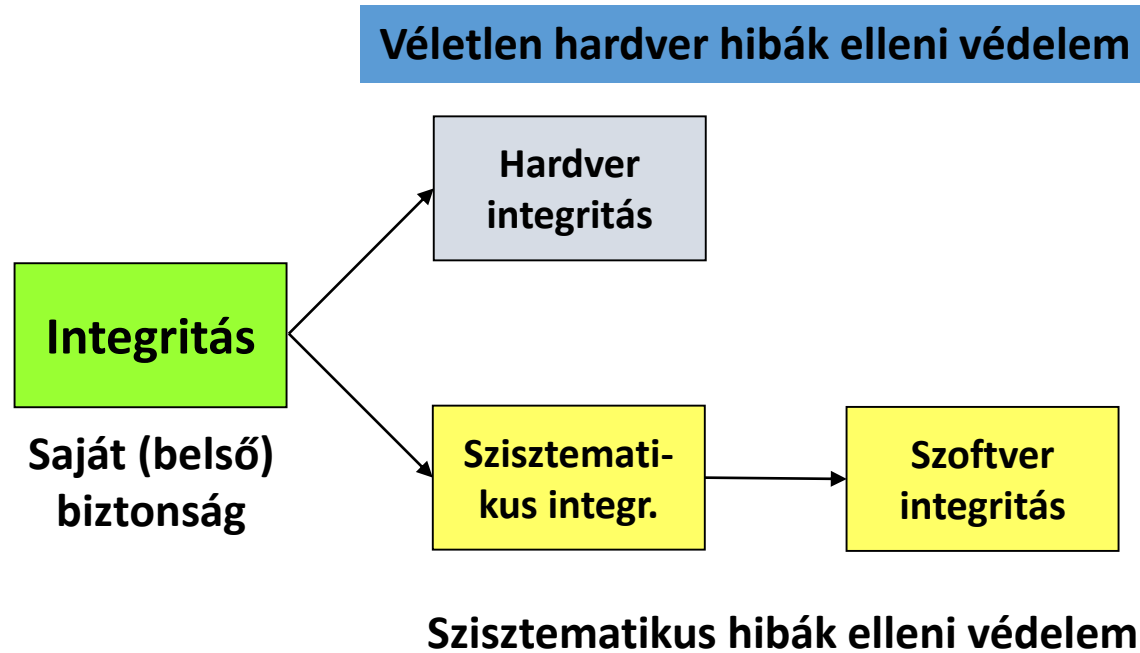 Véletlen hardver hibák elleni védelem
Hardver
integritás
Integritás
Saját (belső)
biztonság
Szisztemati-
kus integr.
Szoftver
integritás
Szisztematikus hibák elleni védelem